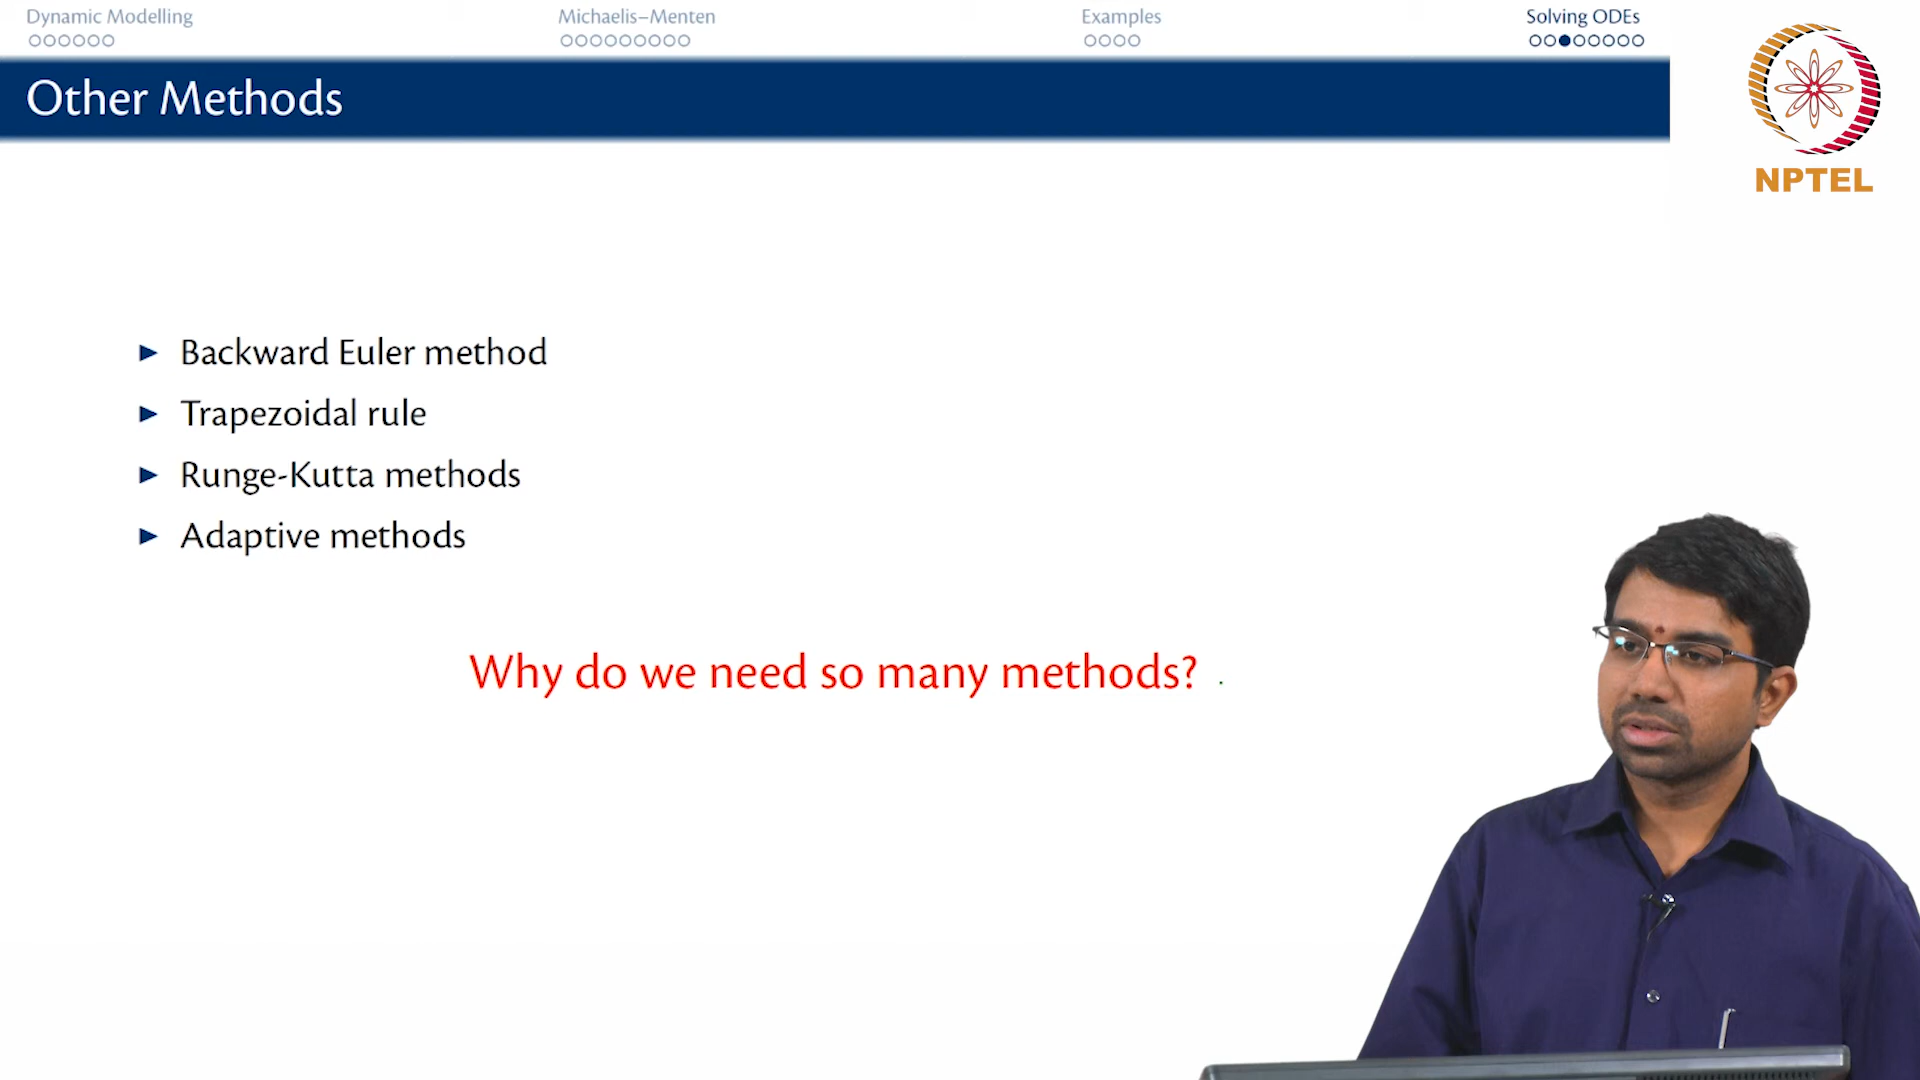 Dynamic Modelling
Michaelis–Menten
Examples
Solving ODEs
Other Methods
NPTEL
Backward Euler method
Trapezoidal rule
Runge-Kutta methods
Adaptive methods
Why do we need so many methods?